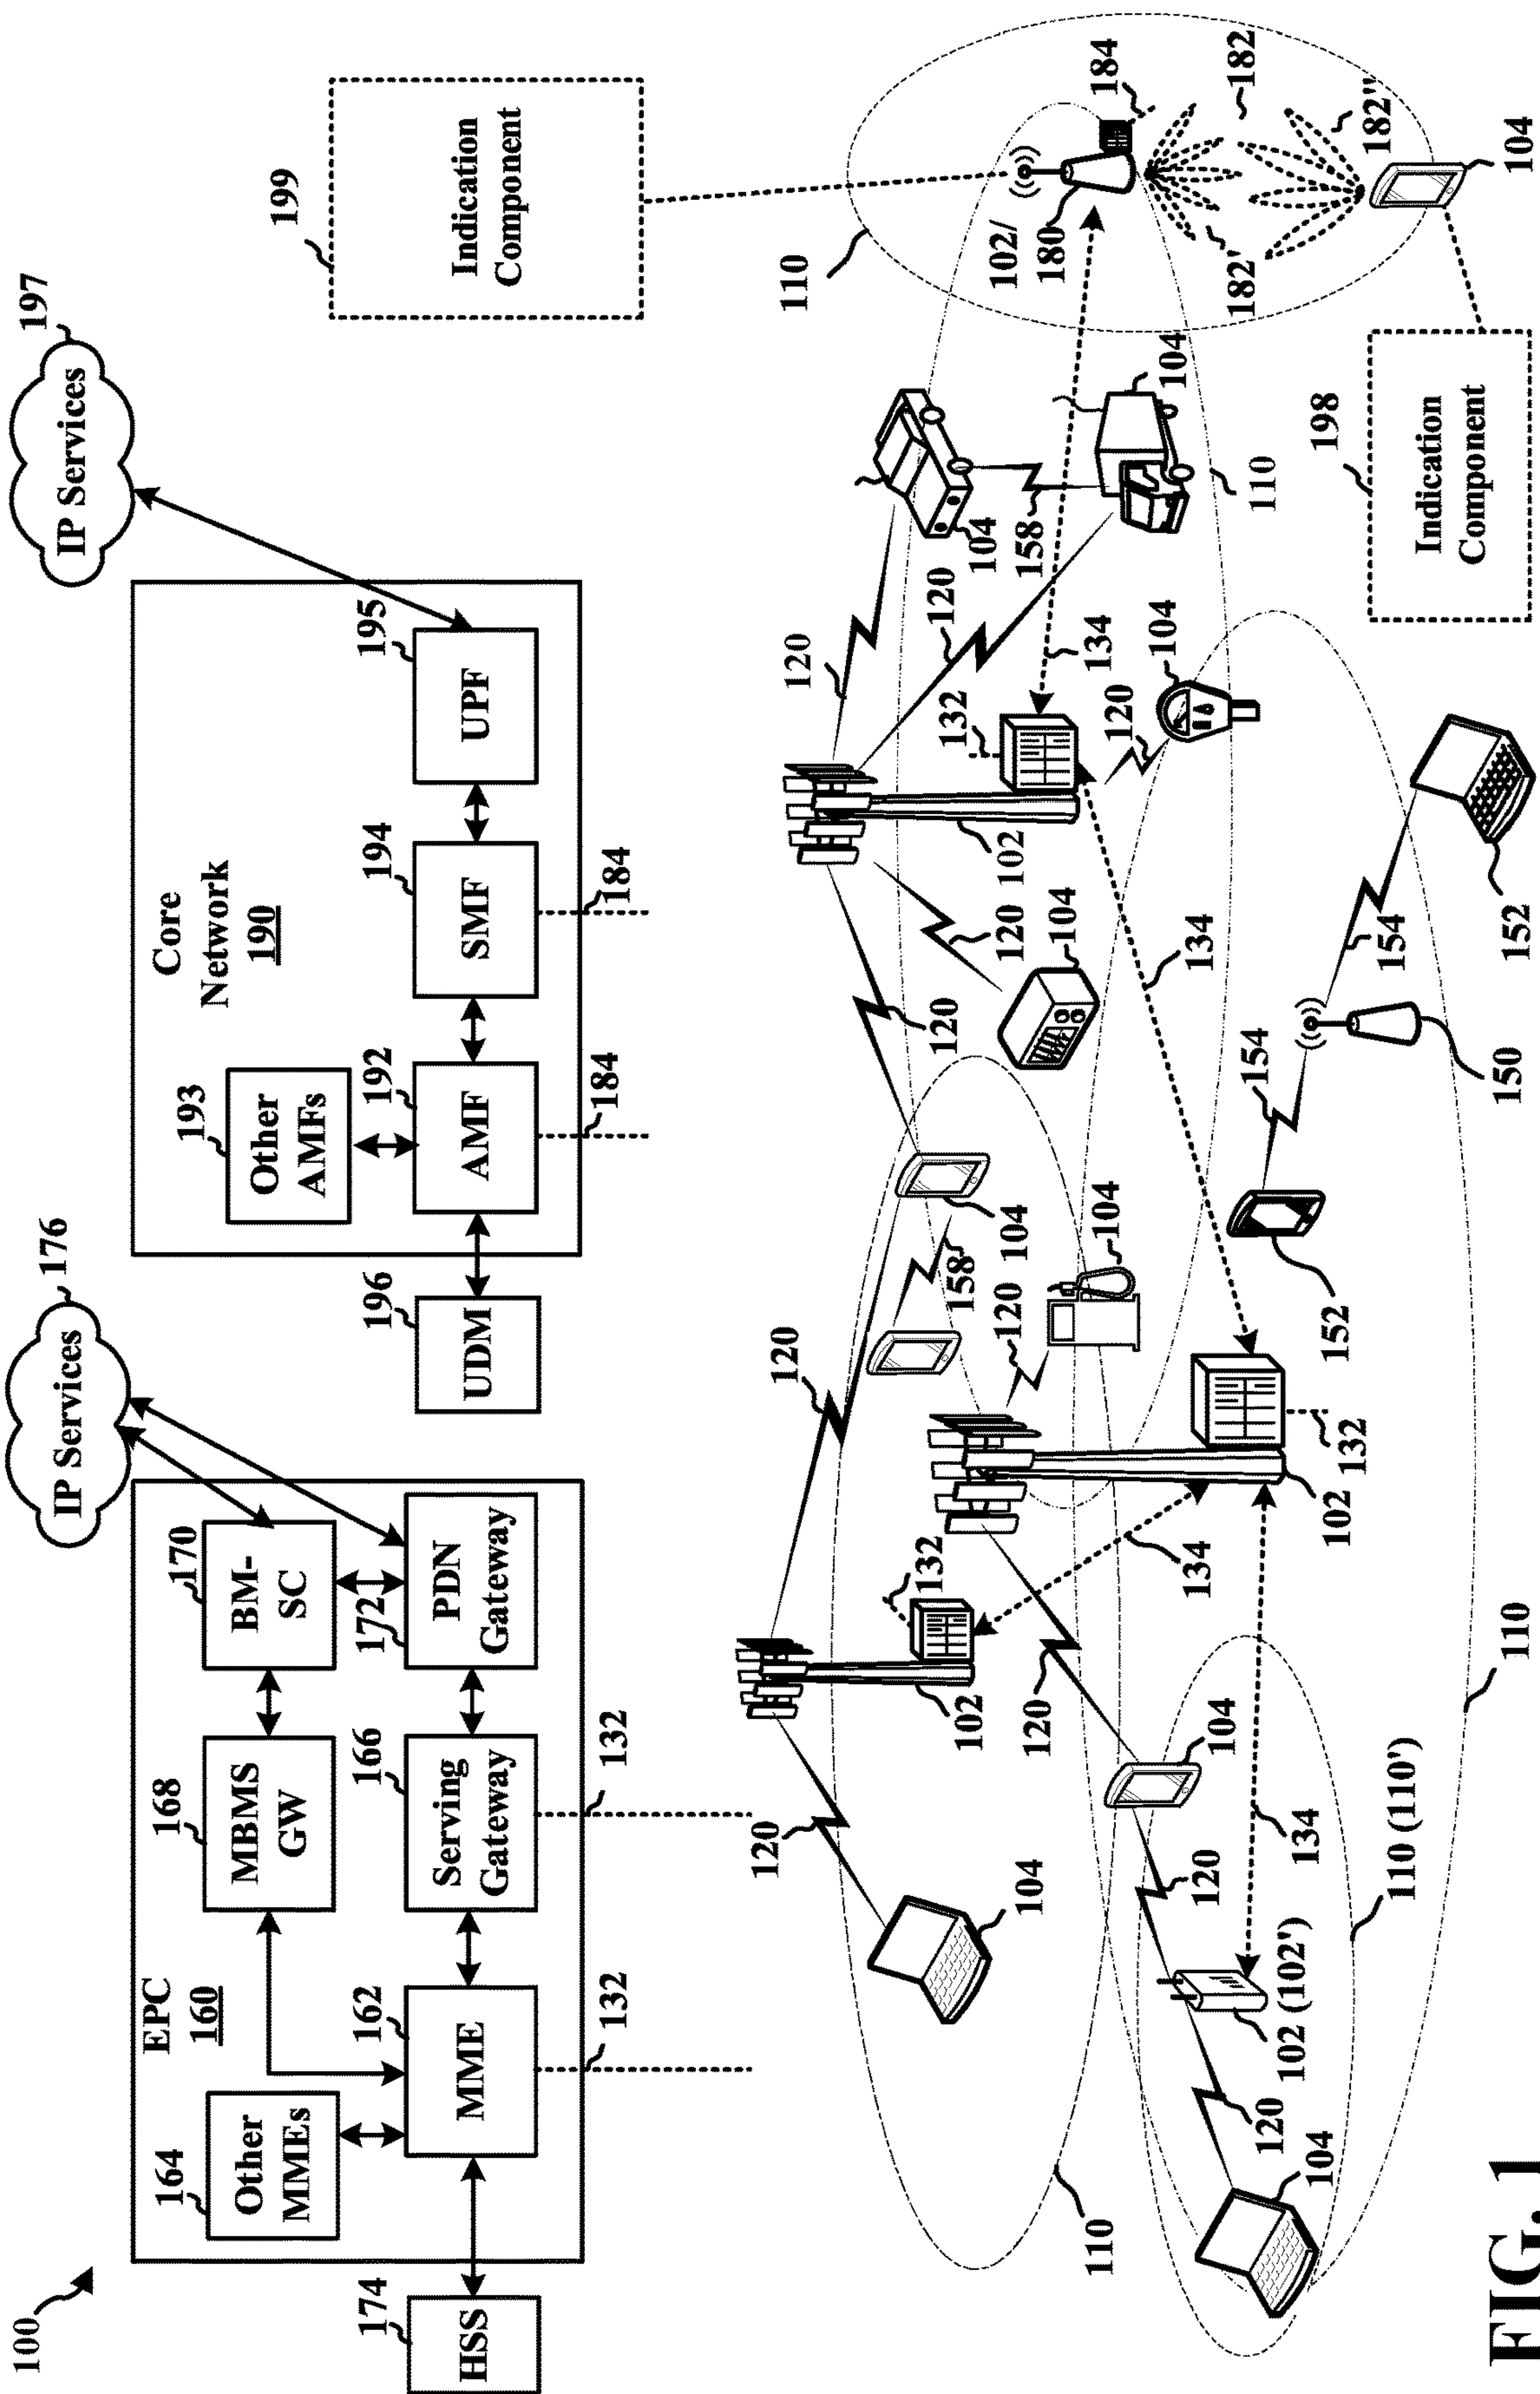 100
174
HSS
EPC
160
164
Other
MMEs
162
MME
132
168
MBMS
GW
166
Serving
Gateway
132
170
BM-
SC
172
PDN
Gateway
176
IP Services
196
UDM
Core
Network
190
193
Other
AMFs
192
AMF
184
194
SMF
184
195
UPF
197
IP Services
199
Indication
Component
110
104
120
132
102
120
120
104
158
120
132
102
120
104
120
104
158
104
110
102/
180
184
182'
182
182"
104
198
Indication
Component
104
120
102 (102')
120
104
120
134
134
110 (110')
102
132
120
104
134
134
120
104
110
110
152
154
150
154
152
FIG. 1